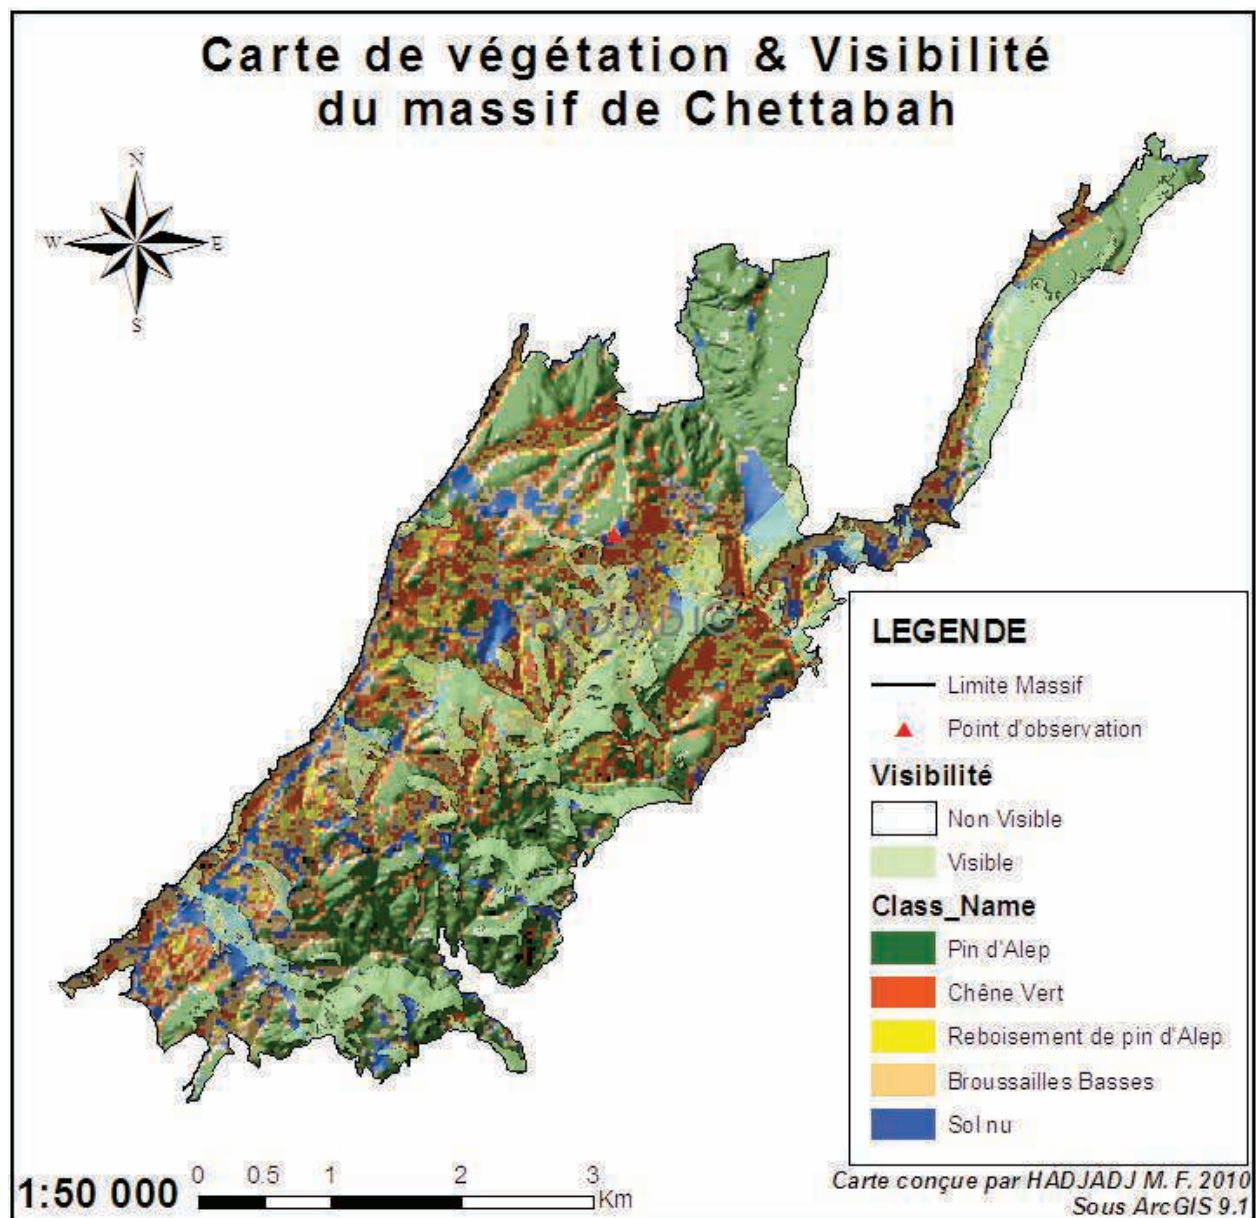 Carte de végétation & Visibilité
du massif de Chettabah
N
W E
S
HADJADJ©
LEGENDE
Limite Massif
Point d'observation
Visibilité
Non Visible
Visible
Class_Name
Pin d'Alep
Chêne Vert
Reboisement de pin d'Alep
Broussailles Basses
Sol nu
1:50 000
0 0.5 1 2 3
Km
Carte conçue par HADJADJ M. F. 2010
Sous ArcGIS 9.1